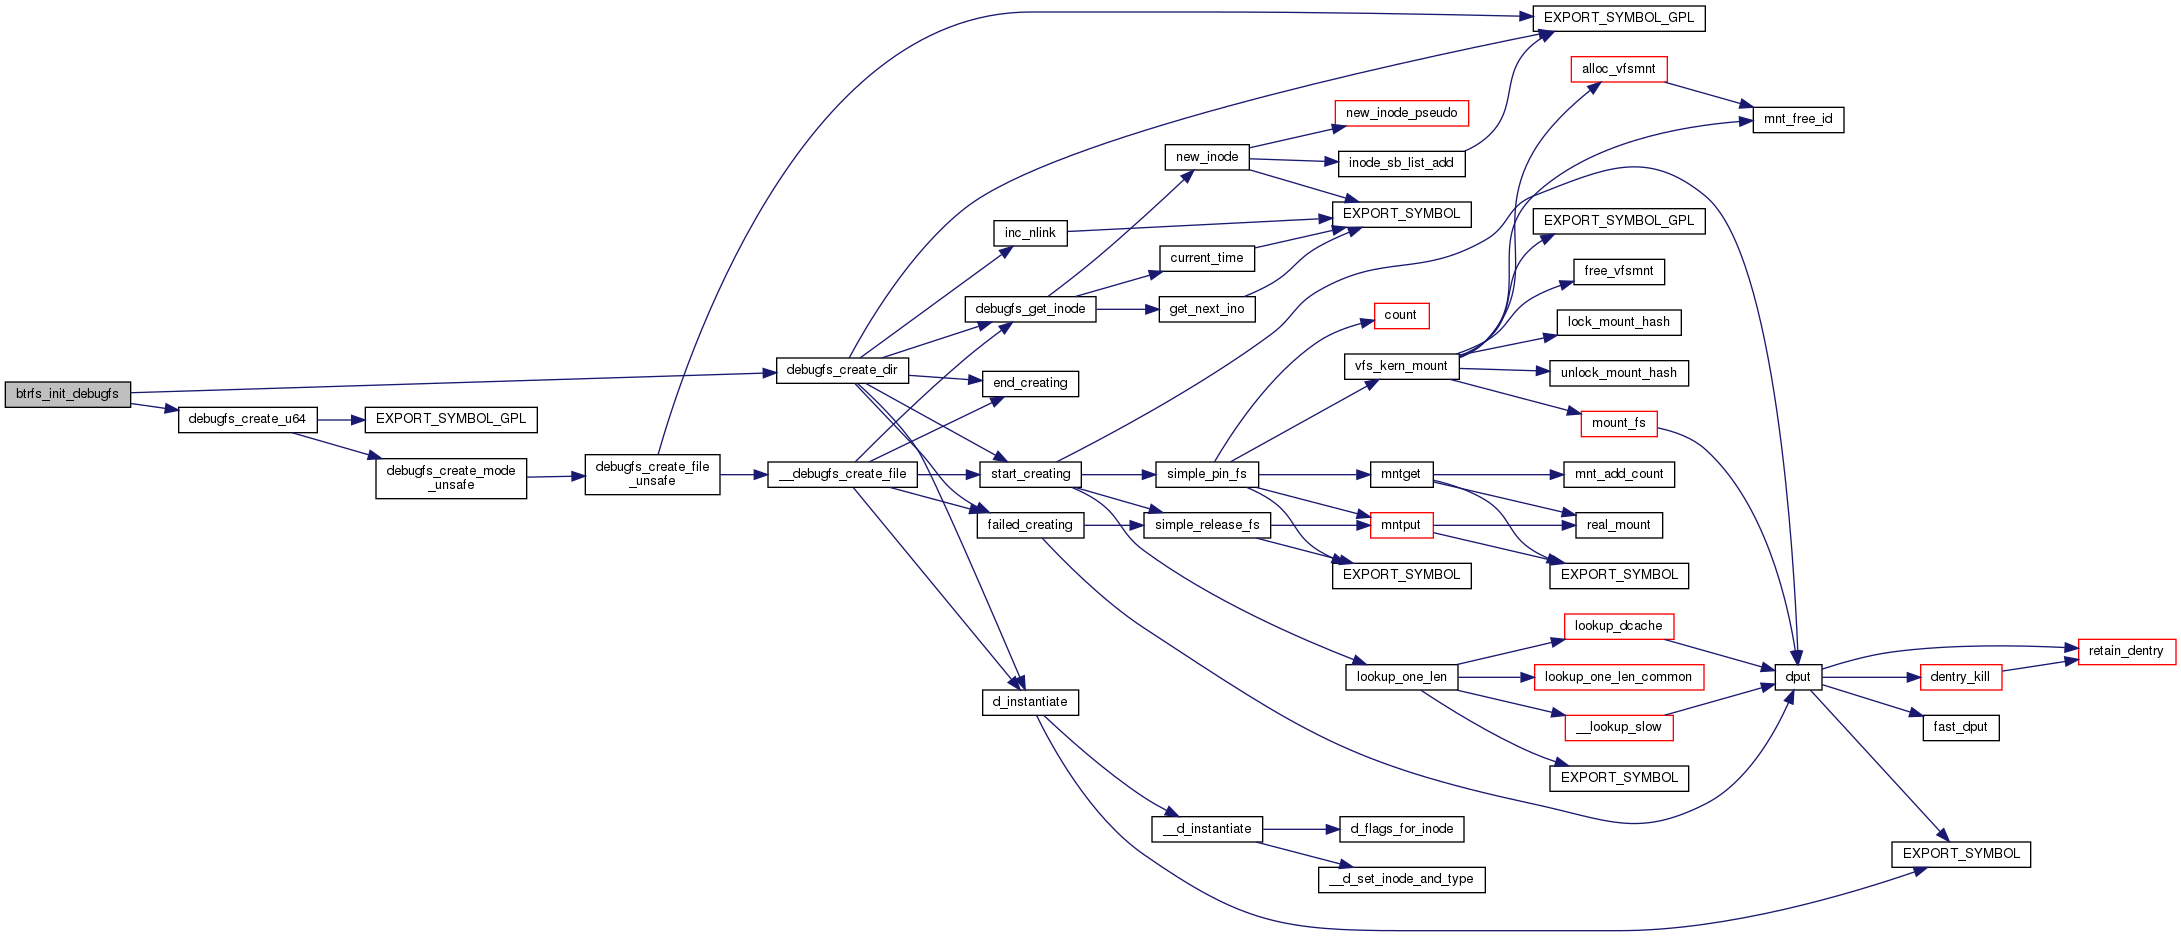 EXPORT_SYMBOL_GPL
alloc_vfsmnt
new_inode_pseudo
mnt_free_id
new_inode
inode_sb_list_add
EXPORT_SYMBOL
EXPORT_SYMBOL_GPL
inc_nlink
current_time
free_vfsmnt
debugfs_get_inode
get_next_ino
count
lock_mount_hash
debugfs_create_dir
vfs_kern_mount
unlock_mount_hash
end_creating
btrfs_init_debugfs
debugfs_create_u64
EXPORT_SYMBOL_GPL
mount_fs
debugfs_create_mode
_unsafe
debugfs_create_file
_unsafe
__debugfs_create_file
start_creating
simple_pin_fs
mntget
mnt_add_count
failed_creating
simple_release_fs
mntput
real_mount
EXPORT_SYMBOL
EXPORT_SYMBOL
lookup_dcache
retain_dentry
lookup_one_len
lookup_one_len_common
dput
dentry_kill
d_instantiate
__lookup_slow
fast_dput
EXPORT_SYMBOL
__d_instantiate
d_flags_for_inode
EXPORT_SYMBOL
__d_set_inode_and_type